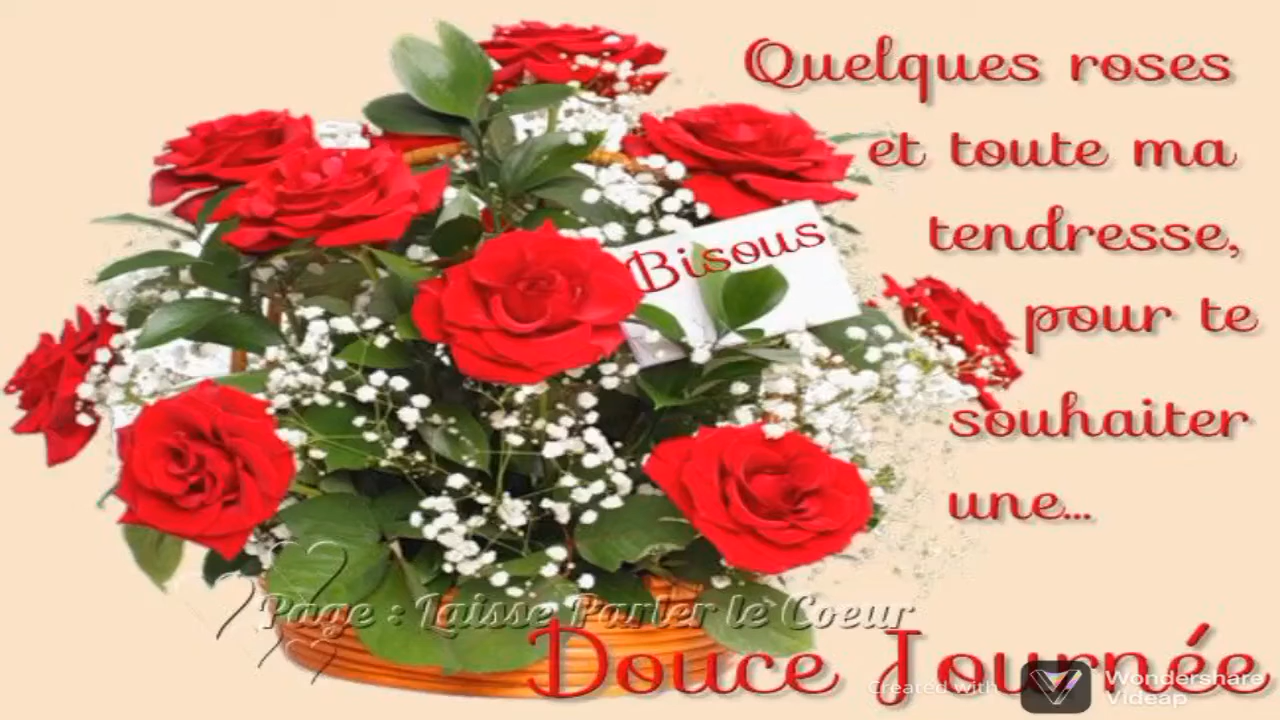 Quelques roses
et toute ma
tendresse,
pour te
souhaiter
une...
Bisous
Page : Laisse Parler le Coeur
Douce Journée
Created with
Wondershare
Vidéap